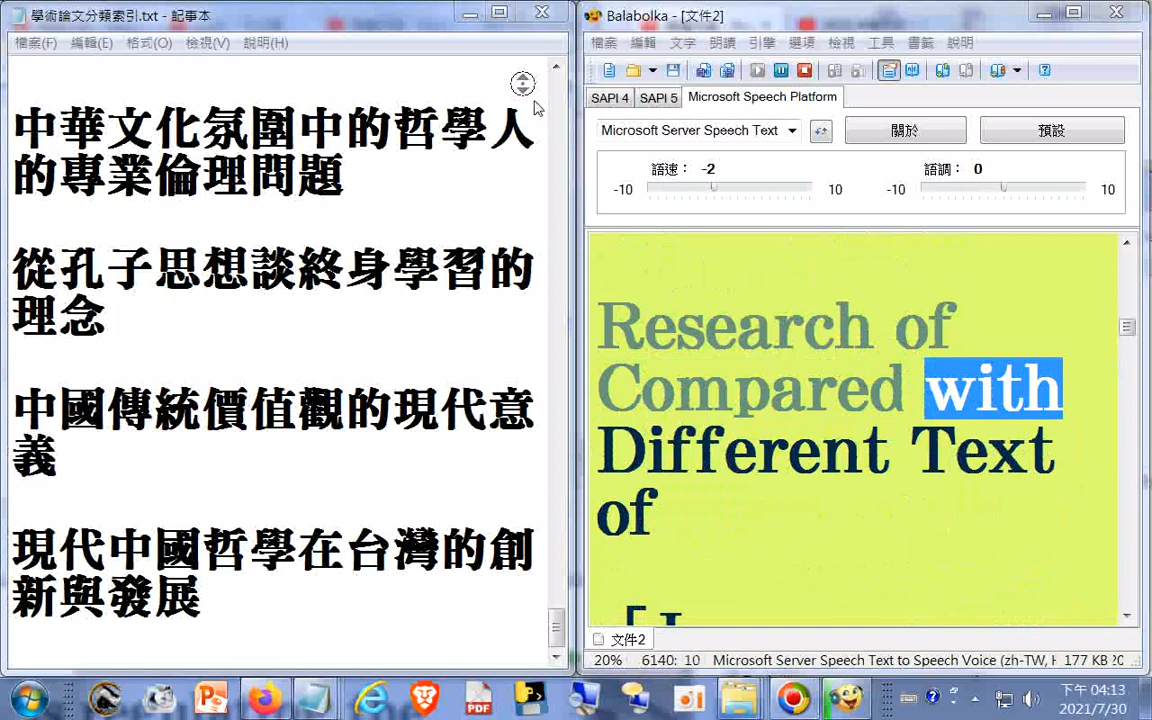 學術論文分類索引.txt - 記事本
檔案(F) 編輯(E) 格式(O) 檢視(V) 說明(H)
中華文化氛圍中的哲學人
的專業倫理問題
從孔子思想談終身學習的
理念
中國傳統價值觀的現代意
義
現代中國哲學在台灣的創
新與發展
Balabolka - [文件2]
檔案 編輯 文字 朗讀 引擎 選項 檢視 工具 書籤 說明
SAPI 4 SAPI 5 Microsoft Speech Platform
Microsoft Server Speech Text 關於 預設
語速： -2 語調： 0
-10 10 -10 10
Research of
Compared with
Different Text
of
文件2
20% 6140: 10 Microsoft Server Speech Text to Speech Voice (zh-TW, 177 KB
PDF
下午 04:13
2021/7/30